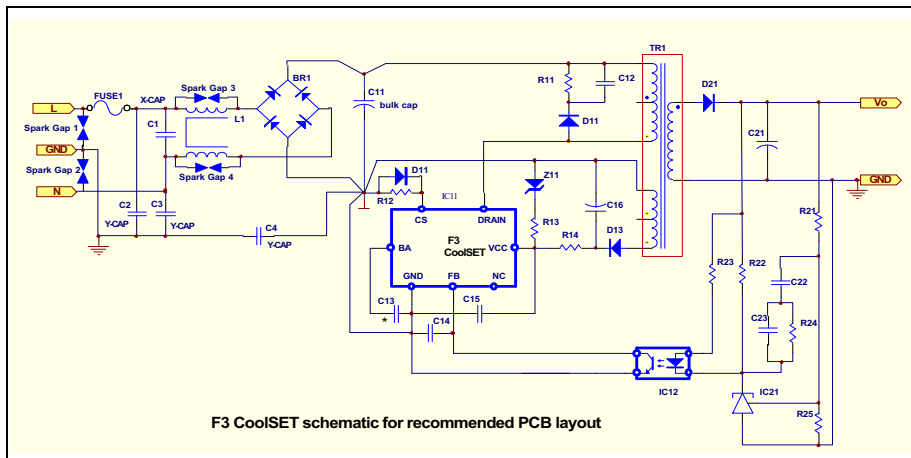 TR1
BR1
D21
R11
C12
Spark Gap 3
FUSE1
X-CAP
C11
bulk cap
L
L1
Vo
Spark Gap 1
C1
D11
C21
GND
Spark Gap 2
Spark Gap 4
D11
Z11
GND
N
R12
IC11
C16
CS
DRAIN
R21
C2
C3
R13
Y-CAP
Y-CAP
C4
F3
CoolSET
R14
D13
Y-CAP
BA
VCC
R23
R22
GND
FB
NC
C22
C13
C15
*
C14
C23
R24
IC12
IC21
R25
F3 CoolSET schematic for recommended PCB layout